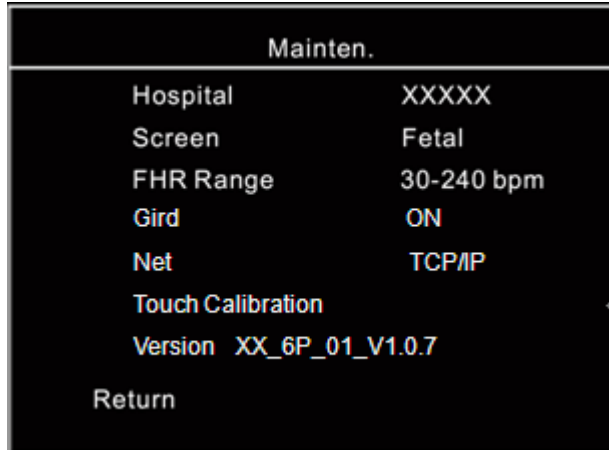 Mainten.
Hospital XXXXX
Screen Fetal
FHR Range 30-240 bpm
Gird ON
Net TCP/IP
Touch Calibration
Version XX_6P_01_V1.0.7
Return